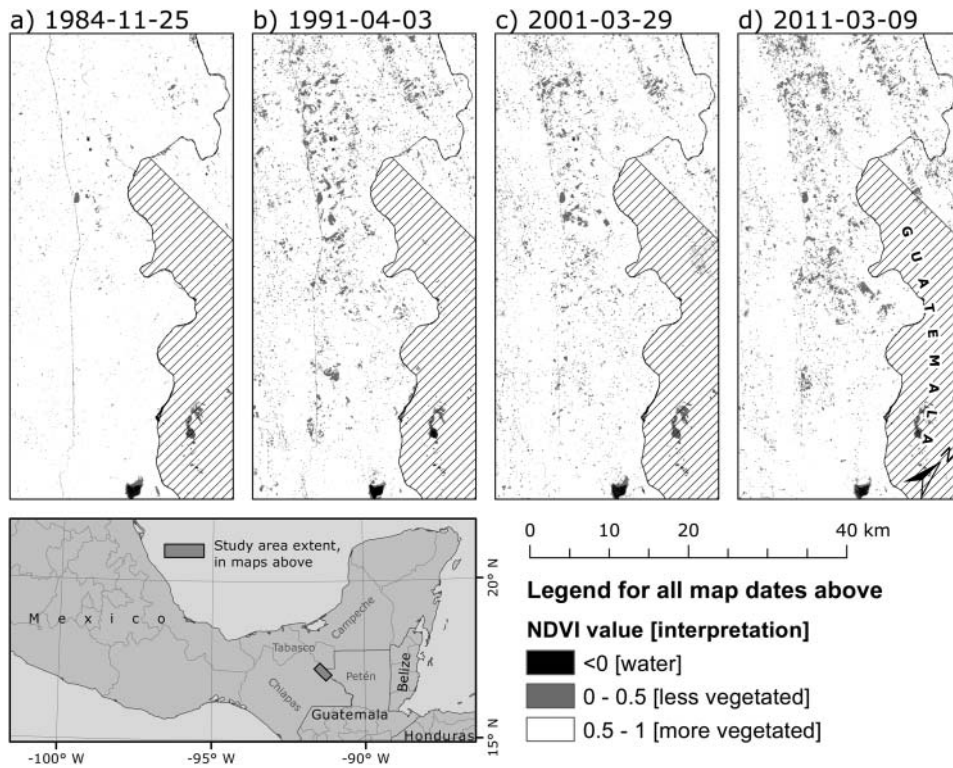 a) 1984-11-25
b) 1991-04-03
c) 2001-03-29
d) 2011-03-09
GUATEMALA
N
Study area extent,
in maps above
Mexico
Campeche
Tabasco
Chiapas
Petén
Belize
Guatemala
Honduras
20° N
15° N
-100° W
-95° W
-90° W
0 10 20 40 km
Legend for all map dates above
NDVI value [interpretation]
<0 [water]
0 - 0.5 [less vegetated]
0.5 - 1 [more vegetated]